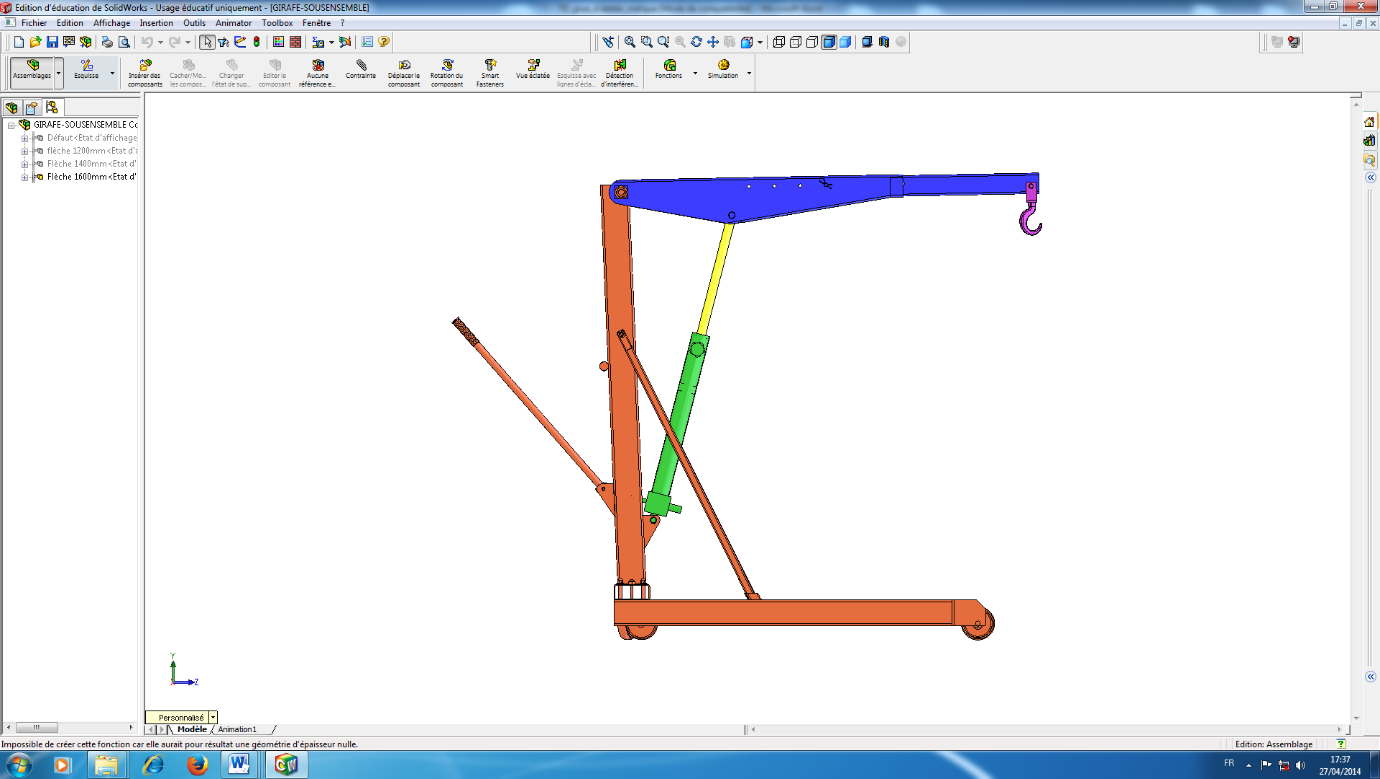 Edition d'éducation de SolidWorks - Usage éducatif uniquement - [GIRAFE-SOUSENSEMBLE]
Fichier Edition Affichage Insertion Outils Animator Toolbox Fenêtre ?
Assemblages Esquisse Insérer des composants Cacher/Mo... les compos... Changer l'état de sup... Editer le composant Aucune référence e... Contrainte Déplacer le composant Rotation du composant Smart Fasteners Vue éclatée Esquisse avec lignes d'écla... Détection d'interféren... Fonctions Simulation
GIRAFE-SOUSENSEMBLE Co
Défaut<Etat d'affichage
flèche 1200mm<Etat d'a
Flèche 1400mm<Etat d'
Flèche 1600mm<Etat d'
Y
Z
Personnalisé
Modèle Animation1
Impossible de créer cette fonction car elle aurait pour résultat une géométrie d'épaisseur nulle.
Edition: Assemblage
FR
17:37
27/04/2014